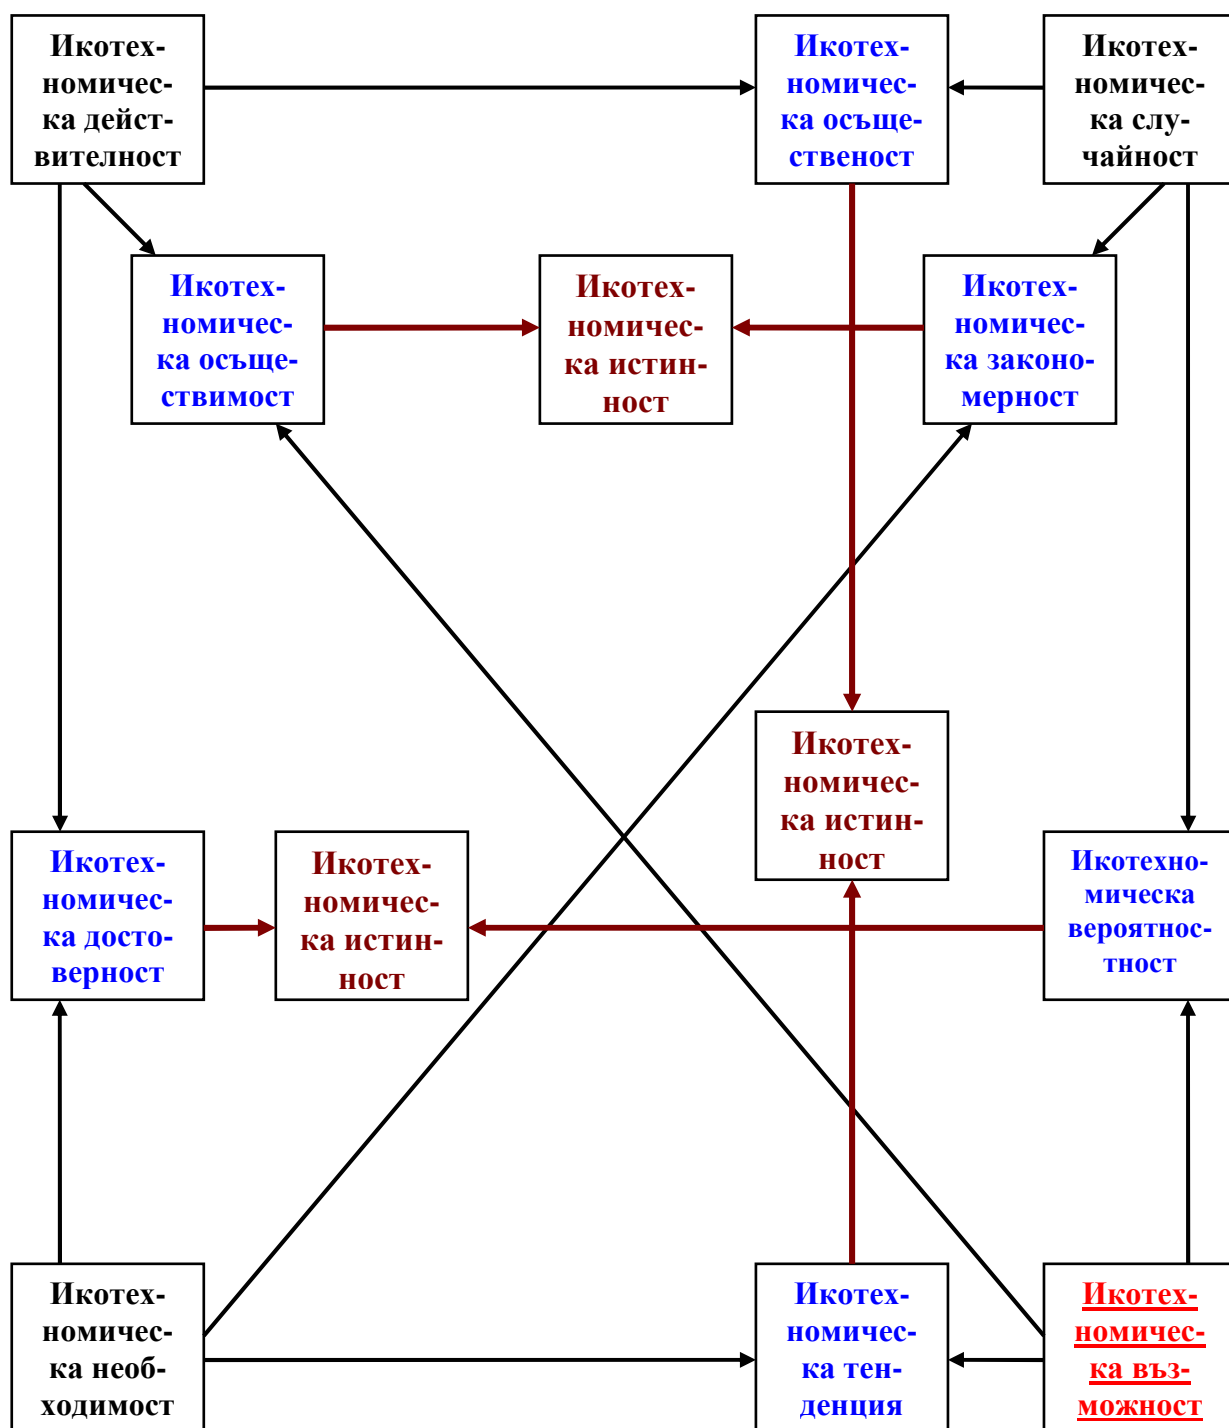 Икотех-
номичес-
ка дейст-
вителност
Икотех-
номичес-
ка осъще-
ственост
Икотех-
номичес-
ка слу-
чайност
Икотех-
номичес-
ка осъще-
ствимост
Икотех-
номичес-
ка истин-
ност
Икотех-
номичес-
ка законо-
мерност
Икотех-
номичес-
ка истин-
ност
Икотех-
номичес-
ка досто-
верност
Икотех-
номичес-
ка истин-
ност
Икотехно-
мическа
вероятнос-
тност
Икотех-
номичес-
ка необ-
ходимост
Икотех-
номичес-
ка тен-
денция
Икотех-
номичес-
ка въз-
можност